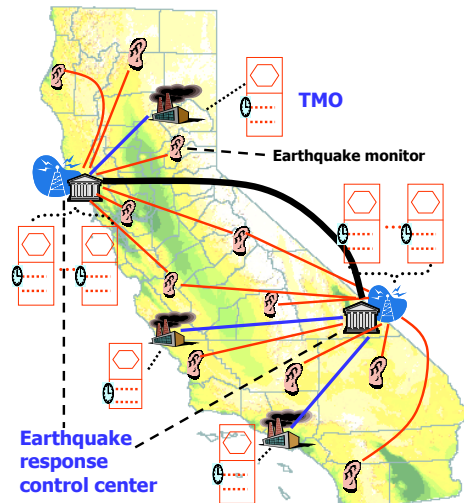 TMO
Earthquake monitor
Earthquake
response
control center